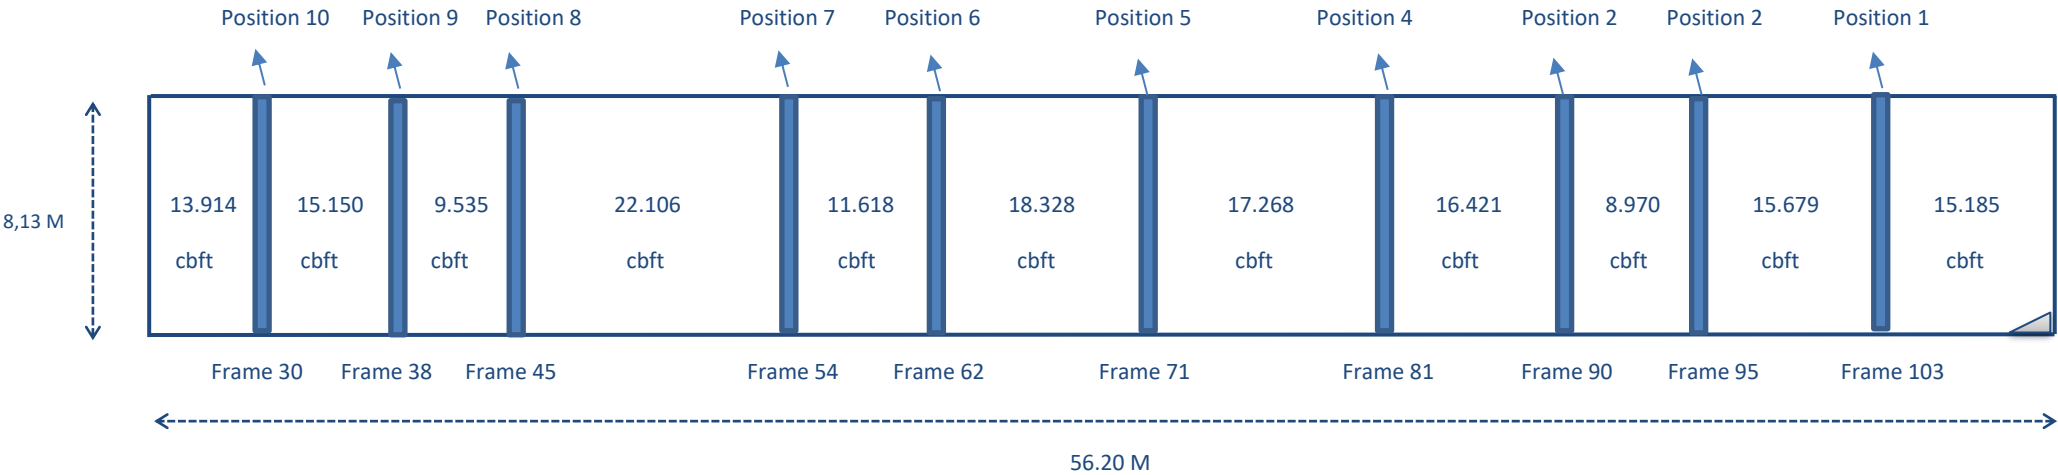 Position 10 Position 9 Position 8 Position 7 Position 6 Position 5 Position 4 Position 2 Position 2 Position 1
13.914 15.150 9.535 22.106 11.618 18.328 17.268 16.421 8.970 15.679 15.185
8,13 M
cbft cbft cbft cbft cbft cbft cbft cbft cbft cbft cbft
Frame 30 Frame 38 Frame 45 Frame 54 Frame 62 Frame 71 Frame 81 Frame 90 Frame 95 Frame 103
56.20 M